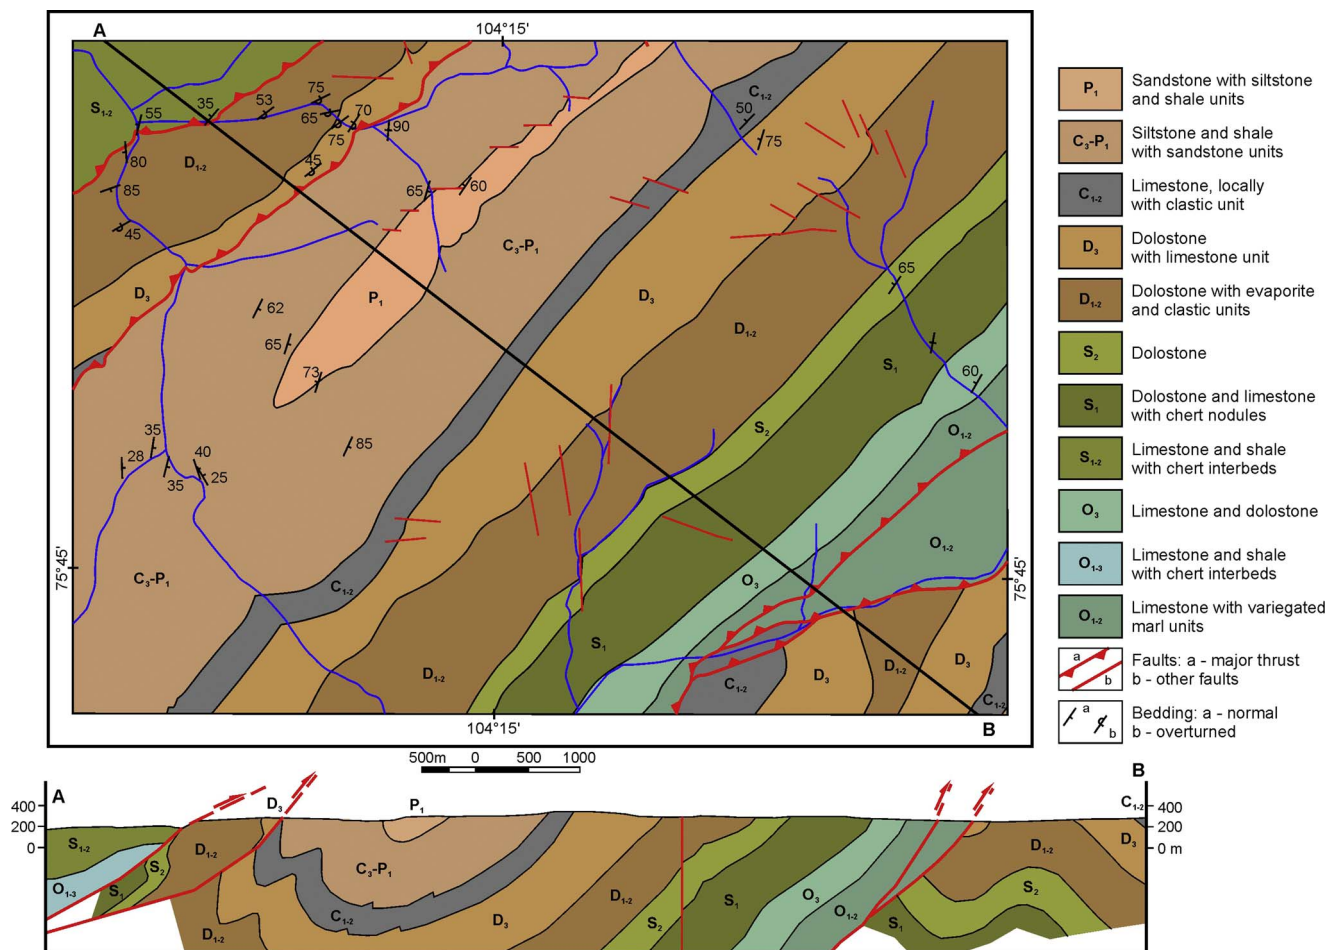 A
104°15'
S1-2
55
35
53
75
65
75
70
90
C1-2
50
75
80
D1-2
45
85
45
65
60
C3-P1
65
D3
62
P1
D3
D1-2
65
73
S1
60
85
S2
O1-2
35
28
35
40
25
O1-2
75°45'
75°45'
C3-P1
C1-2
O3
S1
D1-2
C1-2
D3
D1-2
D3
C1-2
104°15'
B
500m 0 500 1000
P1 Sandstone with siltstone
and shale units
C3-P1 Siltstone and shale
with sandstone units
C1-2 Limestone, locally
with clastic unit
D3 Dolostone
with limestone unit
D1-2 Dolostone with evaporite
and clastic units
S2 Dolostone
S1 Dolostone and limestone
with chert nodules
S1-2 Limestone and shale
with chert interbeds
O3 Limestone and dolostone
O1-3 Limestone and shale
with chert interbeds
O1-2 Limestone with variegated
marl units
a b Faults: a - major thrust
b - other faults
a b Bedding: a - normal
b - overturned
A
B
D3
P1
C1-2
400
200
0
400
200
0 m
S1-2
O1-3
S1
S2
D1-2
D1-2
C3-P1
C1-2
D3
D1-2
S2
S1
O3
O1-2
S1
S2
D1-2
D3